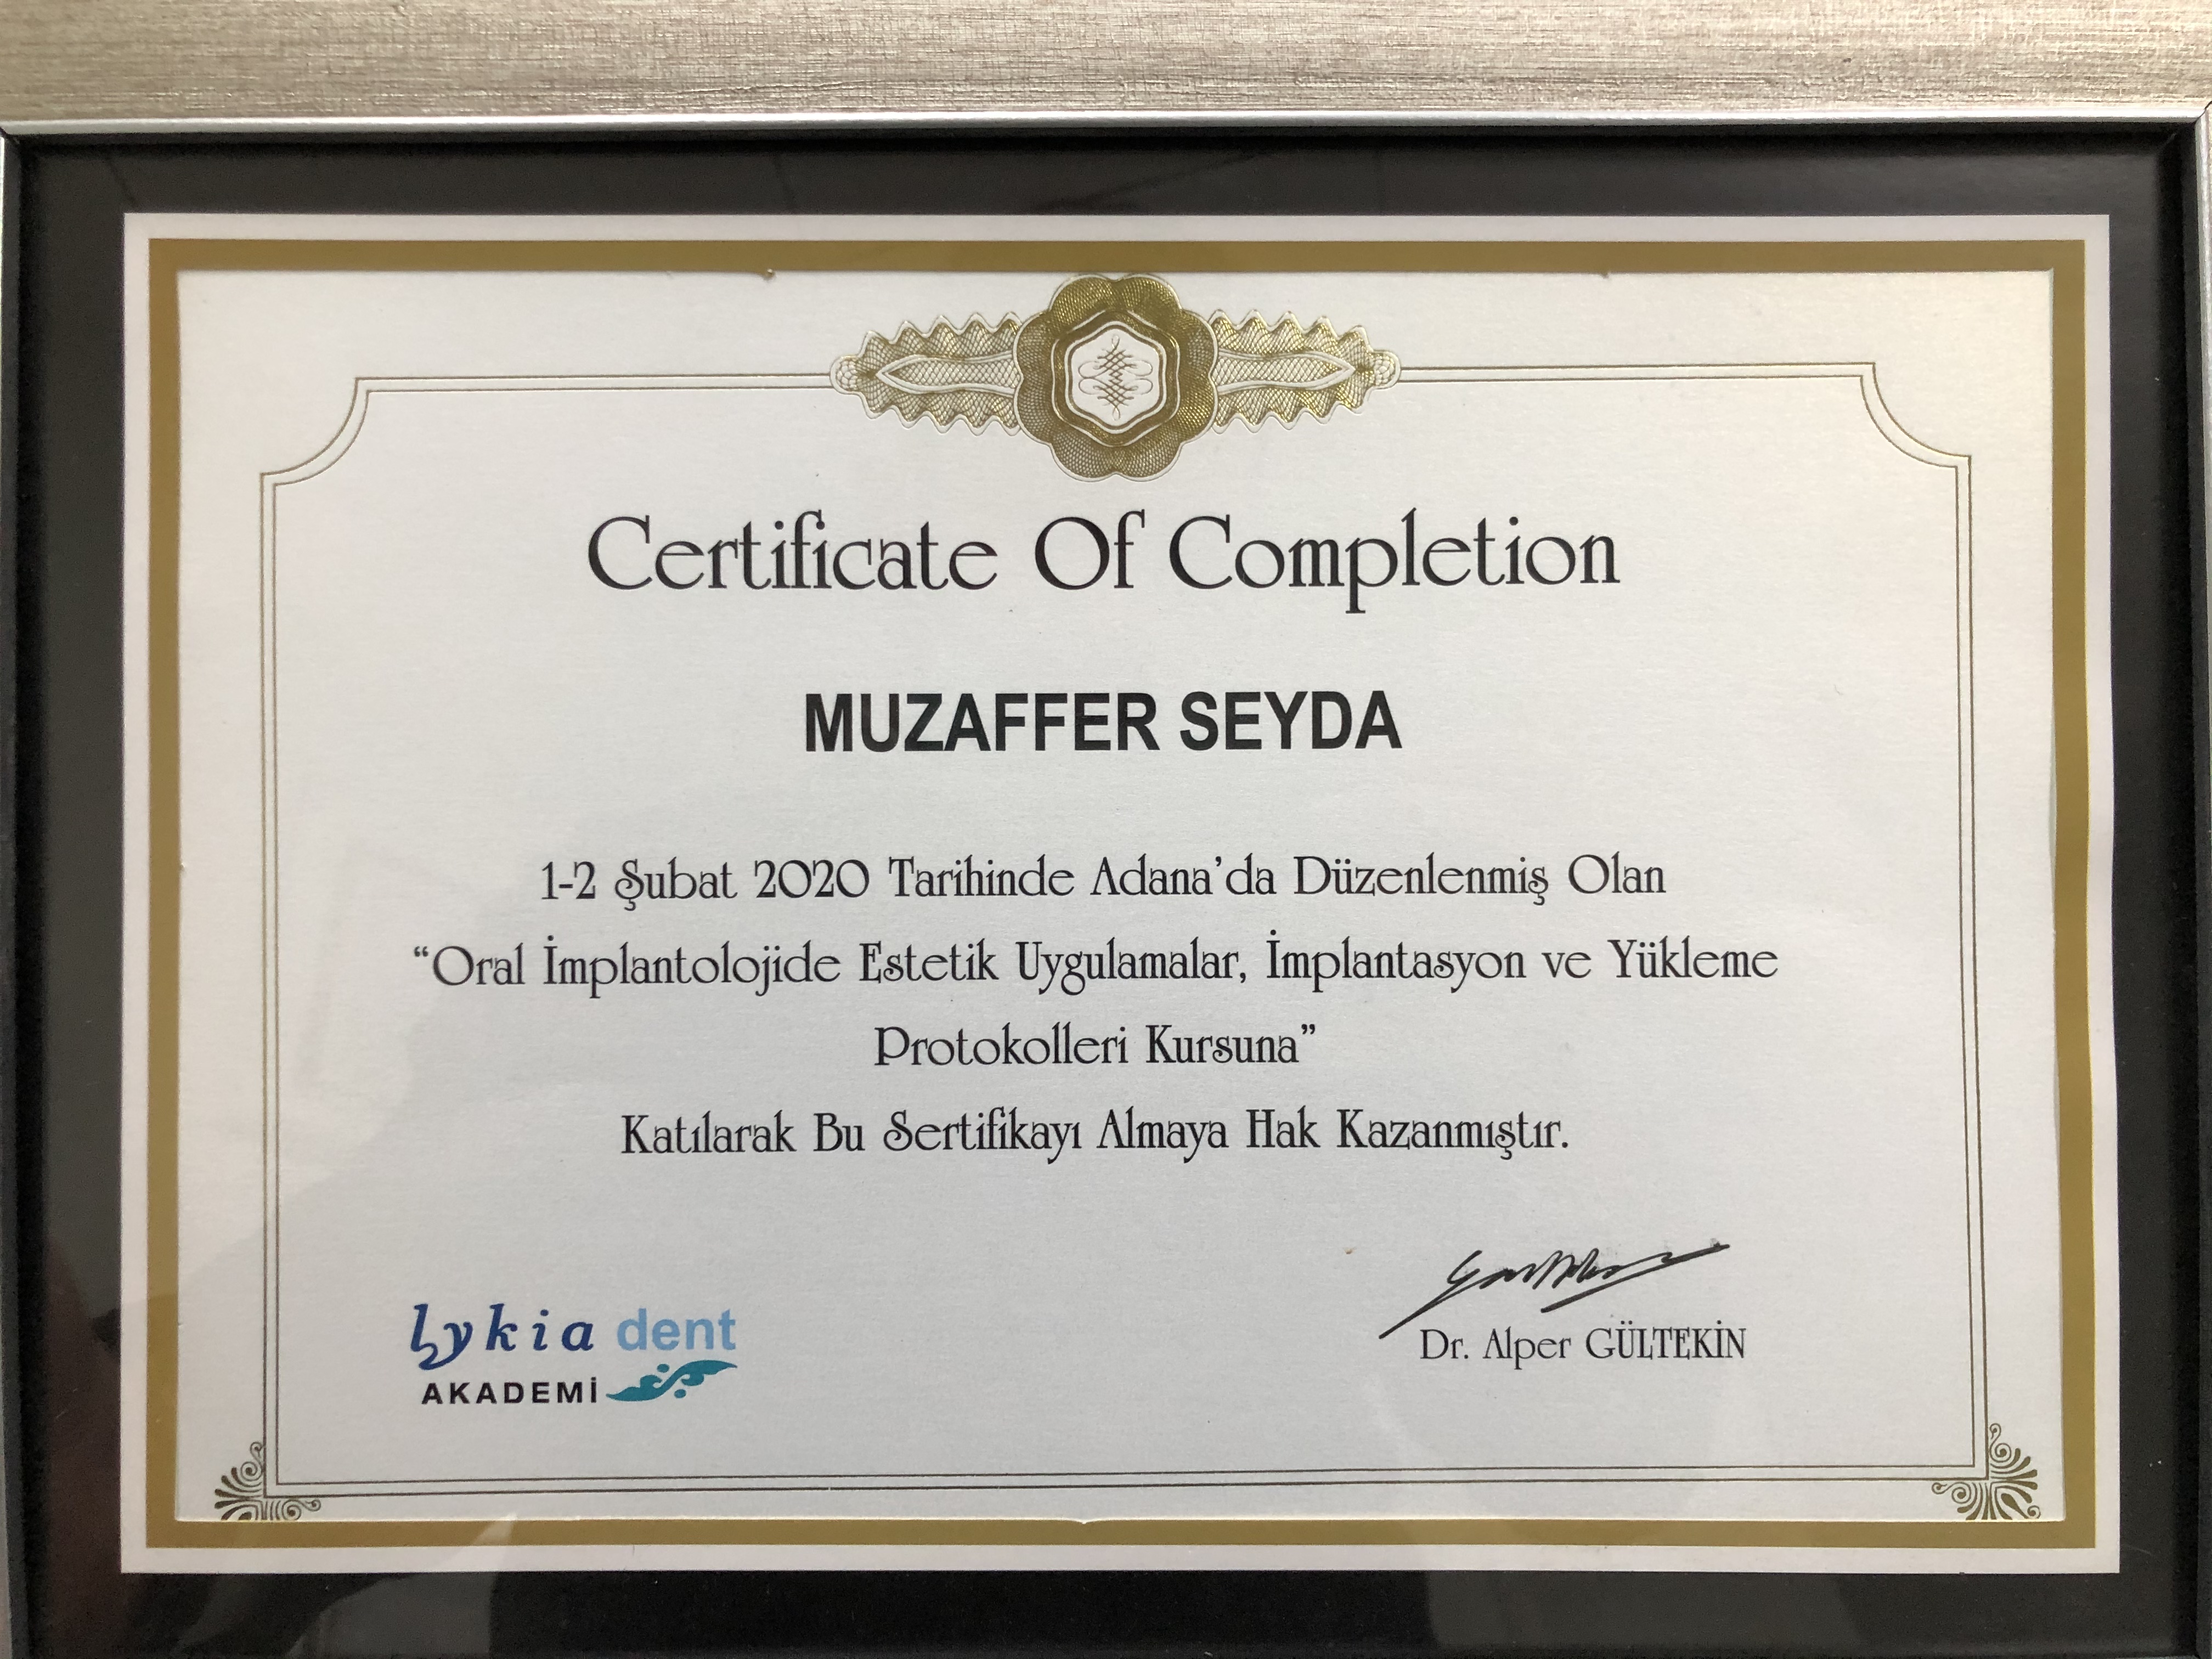 Certificate Of Completion
MUZAFFER SEYDA
1-2 Şubat 2020 Tarihinde Adana'da Düzenlenmiş Olan
“Oral İmplantolojide Estetik Uygulamalar, İmplantasyon ve Yükleme
Protokolleri Kursuna”
Katılarak Bu Sertifikayı Almaya Hak Kazanmıştır.
Lykia dent
AKADEMİ
Dr. Alper GÜLTEKİN